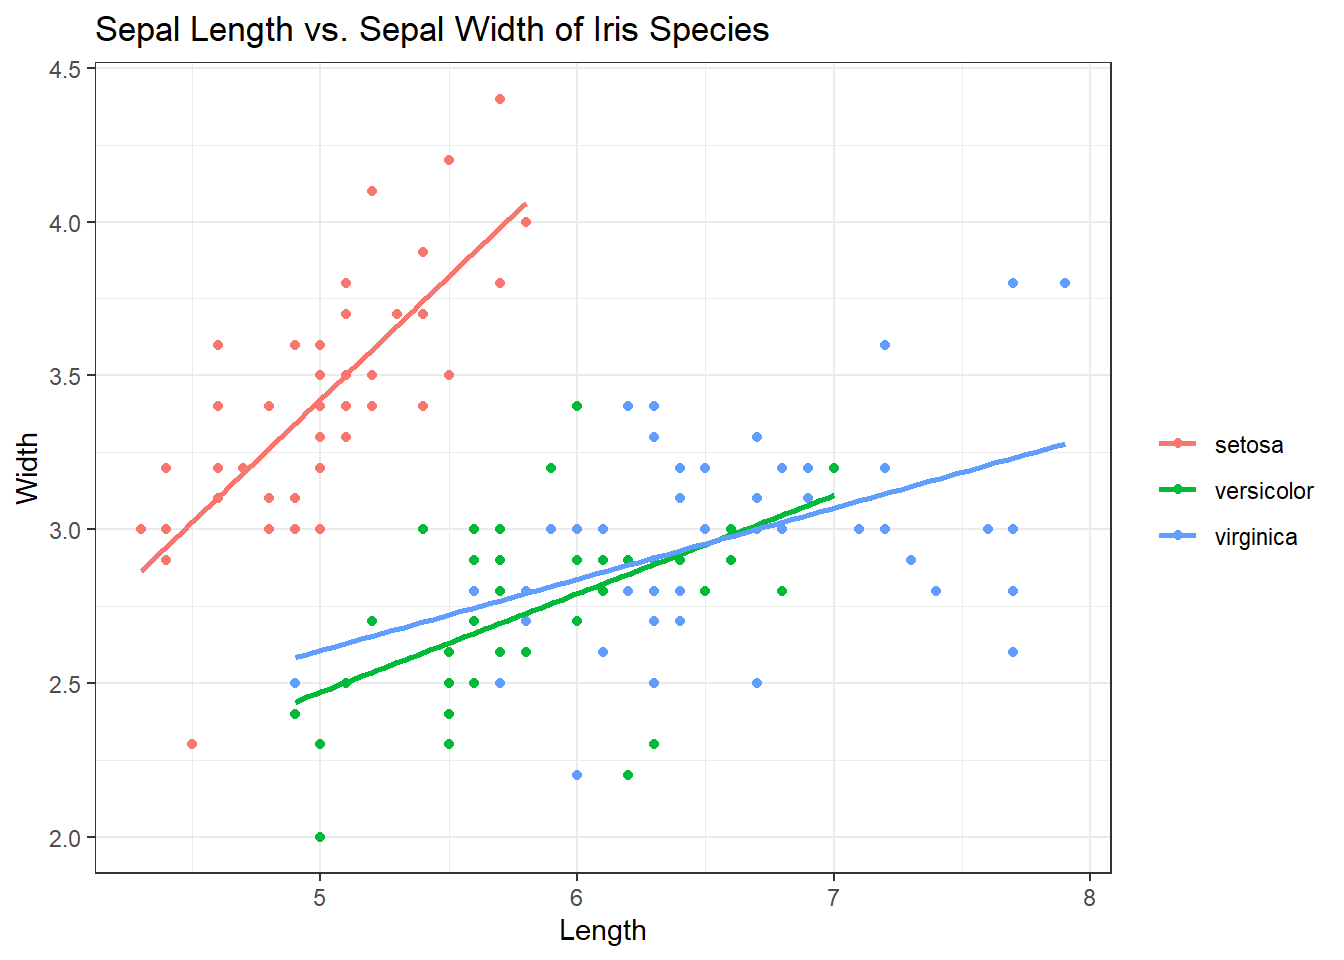 Sepal Length vs. Sepal Width of Iris Species
4.5
4.0
3.5
3.0
2.5
2.0
Width
5 6 7 8
Length
setosa
versicolor
virginica